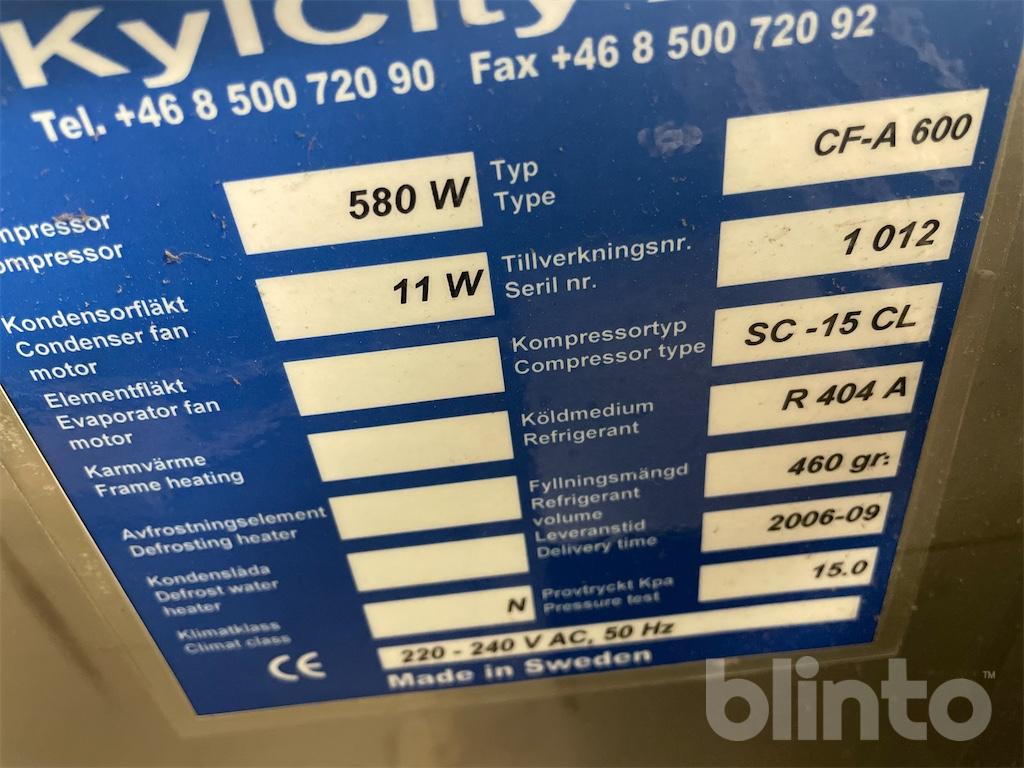 KylCity
Tel. +46 8 500 720 90 Fax +46 8 500 720 92
mpressor
ompressor
580 W
Kondensorfläkt
Condenser fan
motor
11 W
Elementfläkt
Evaporator fan
motor
Karmvärme
Frame heating
Avfrostningselement
Defrosting heater
Kondenslåda
Defrost water
heater
Klimatklass
Climat class
N
Typ
Type
CF-A 600
Tillverkningsnr.
Seril nr.
1 012
Kompressortyp
Compressor type
SC -15 CL
Köldmedium
Refrigerant
R 404 A
Fyllningsmängd
Refrigerant
volume
460 gr.
Leveranstid
Delivery time
2006-09
Provtryckt Kpa
Pressure test
15.0
CE
220 - 240 V AC, 50 Hz
Made in Sweden
blinto™